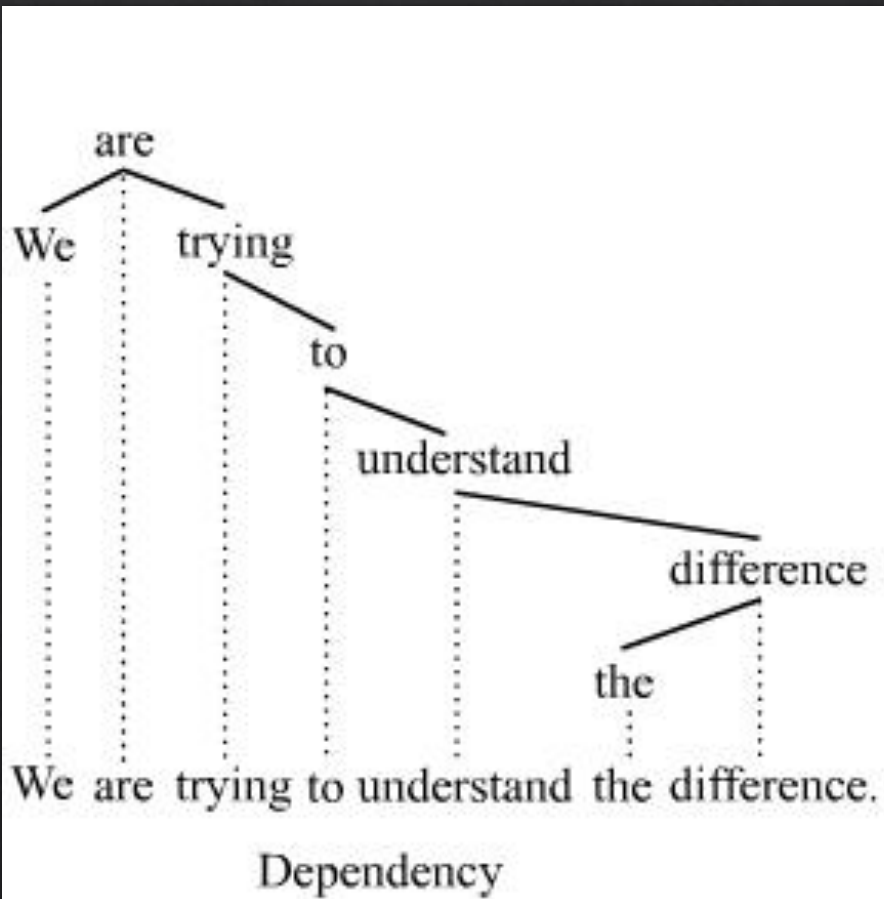 are
We trying
to
understand
difference
the
We are trying to understand the difference.
Dependency